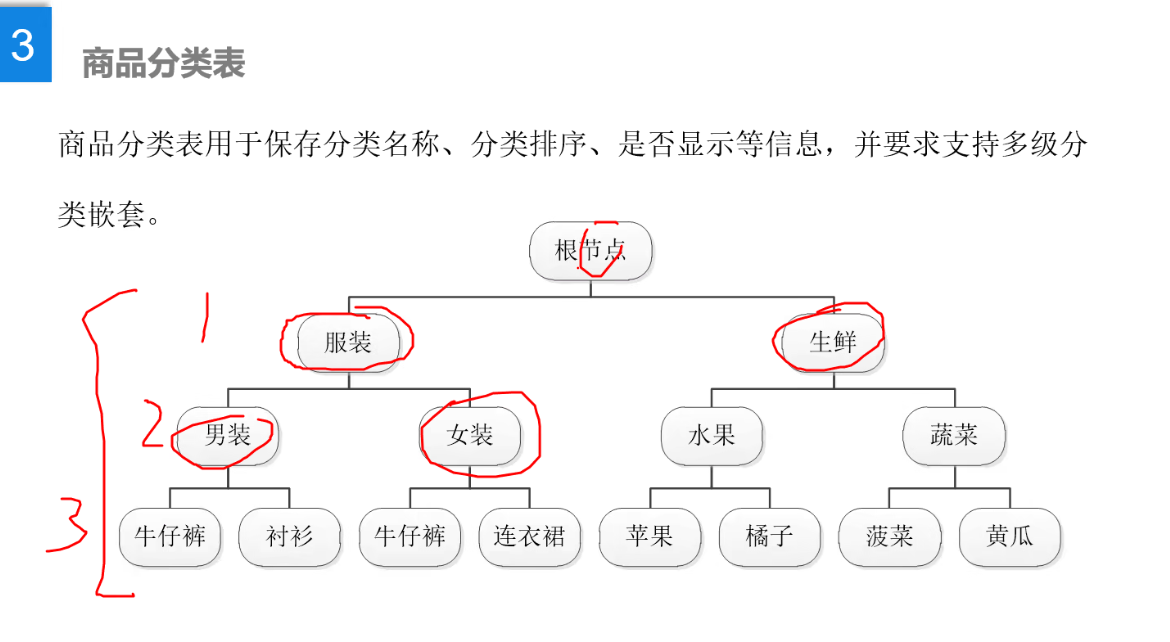 3
商品分类表
商品分类表用于保存分类名称、分类排序、是否显示等信息，并要求支持多级分
类嵌套。
根节点
1
服装
生鲜
2
男装
女装
水果
蔬菜
3
牛仔裤
衬衫
牛仔裤
连衣裙
苹果
橘子
菠菜
黄瓜